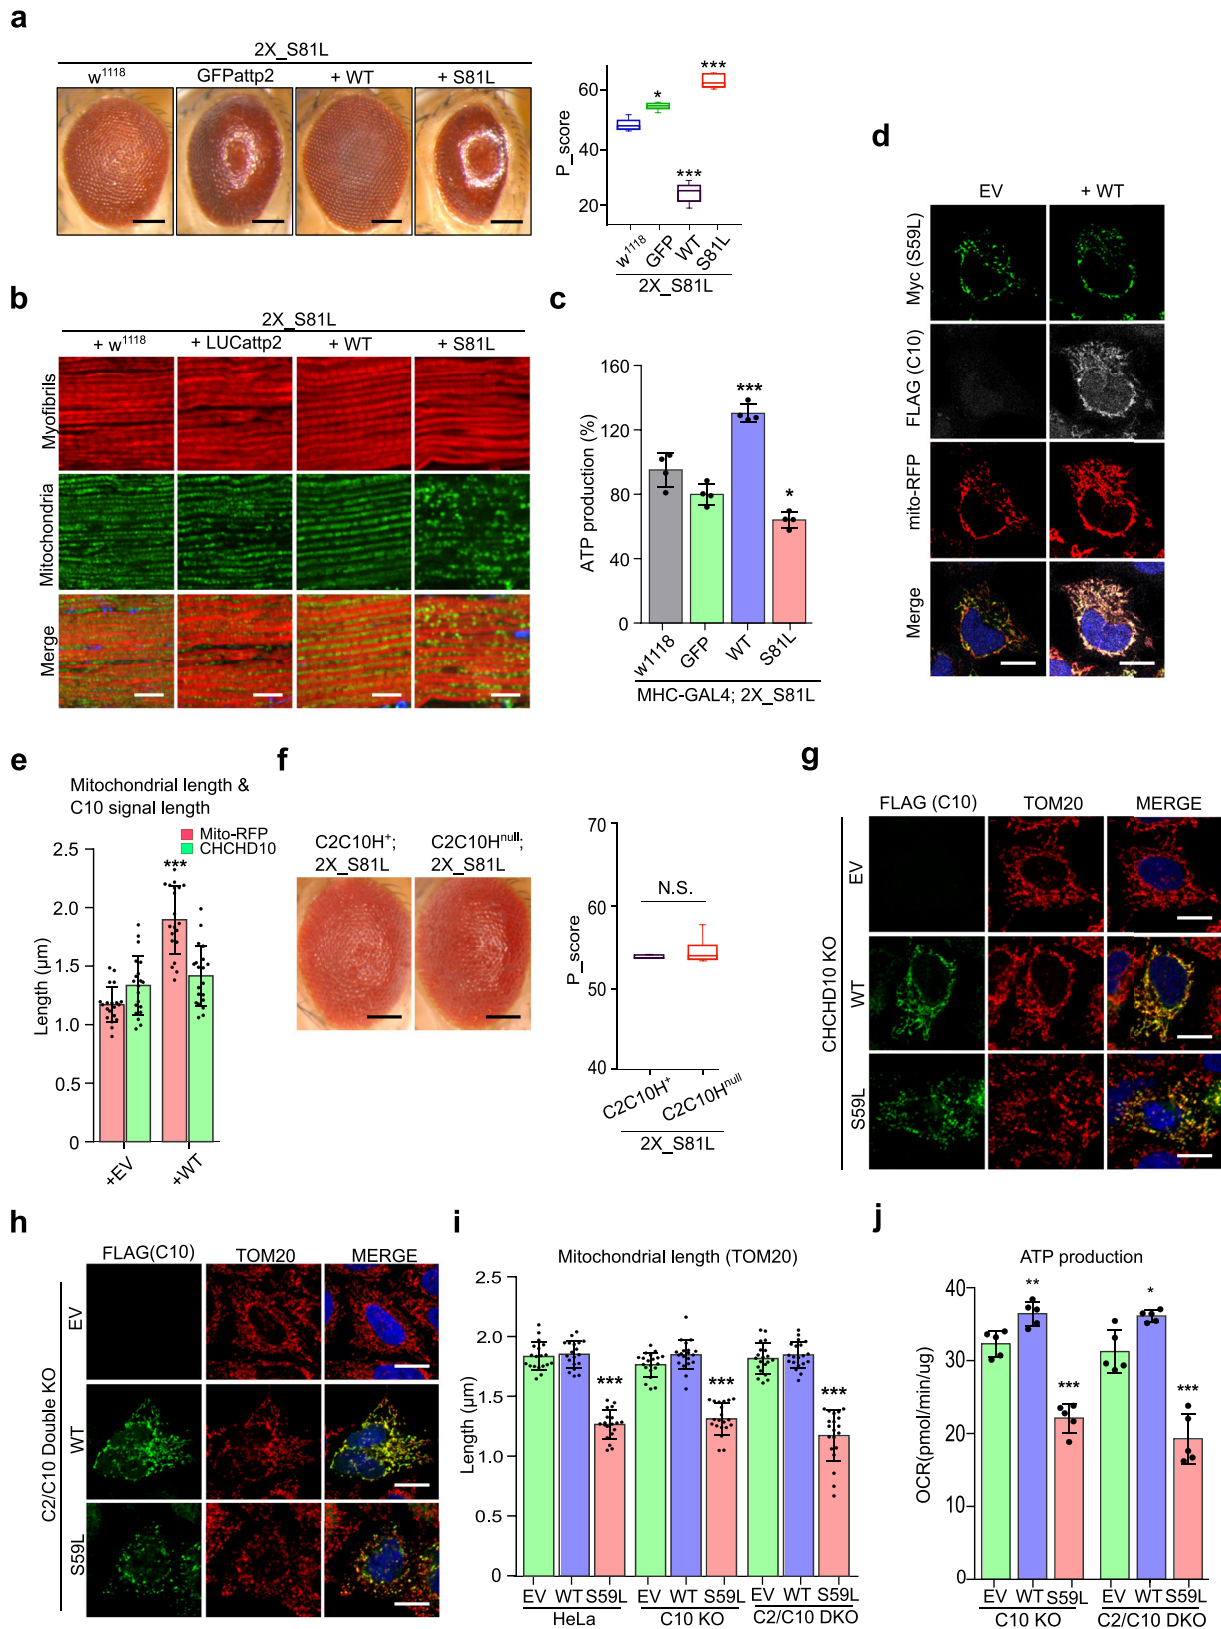 a
2X_S81L
w1118
GFPattp2
+ WT
+ S81L
P_score
60
40
20
***
*
***
w1118
GFP
WT
S81L
2X_S81L
b
2X_S81L
+ w1118
+ LUCattp2
+ WT
+ S81L
Myofibrils
Mitochondria
Merge
c
ATP production (%)
160
120
80
40
0
***
*
w1118
GFP
WT
S81L
MHC-GAL4; 2X_S81L
d
EV
+ WT
Myc (S59L)
FLAG (C10)
mito-RFP
Merge
e
Mitochondrial length &
C10 signal length
Mito-RFP
CHCHD10
Length (µm)
2.5
2.0
1.5
1.0
0.5
0
***
+EV
+WT
f
C2C10H+;
2X_S81L
C2C10Hnull;
2X_S81L
P_score
70
60
50
40
N.S.
C2C10H+
C2C10Hnull
2X_S81L
g
FLAG (C10)
TOM20
MERGE
CHCHD10 KO
EV
WT
S59L
h
FLAG(C10)
TOM20
MERGE
C2/C10 Double KO
EV
WT
S59L
i
Mitochondrial length (TOM20)
Length (µm)
2.5
2.0
1.5
1.0
0.5
0
***
***
***
EV WT S59L
EV WT S59L
EV WT S59L
HeLa
C10 KO
C2/C10 DKO
j
ATP production
OCR(pmol/min/ug)
40
30
20
10
0
**
***
*
***
EV WT S59L
EV WT S59L
C10 KO
C2/C10 DKO